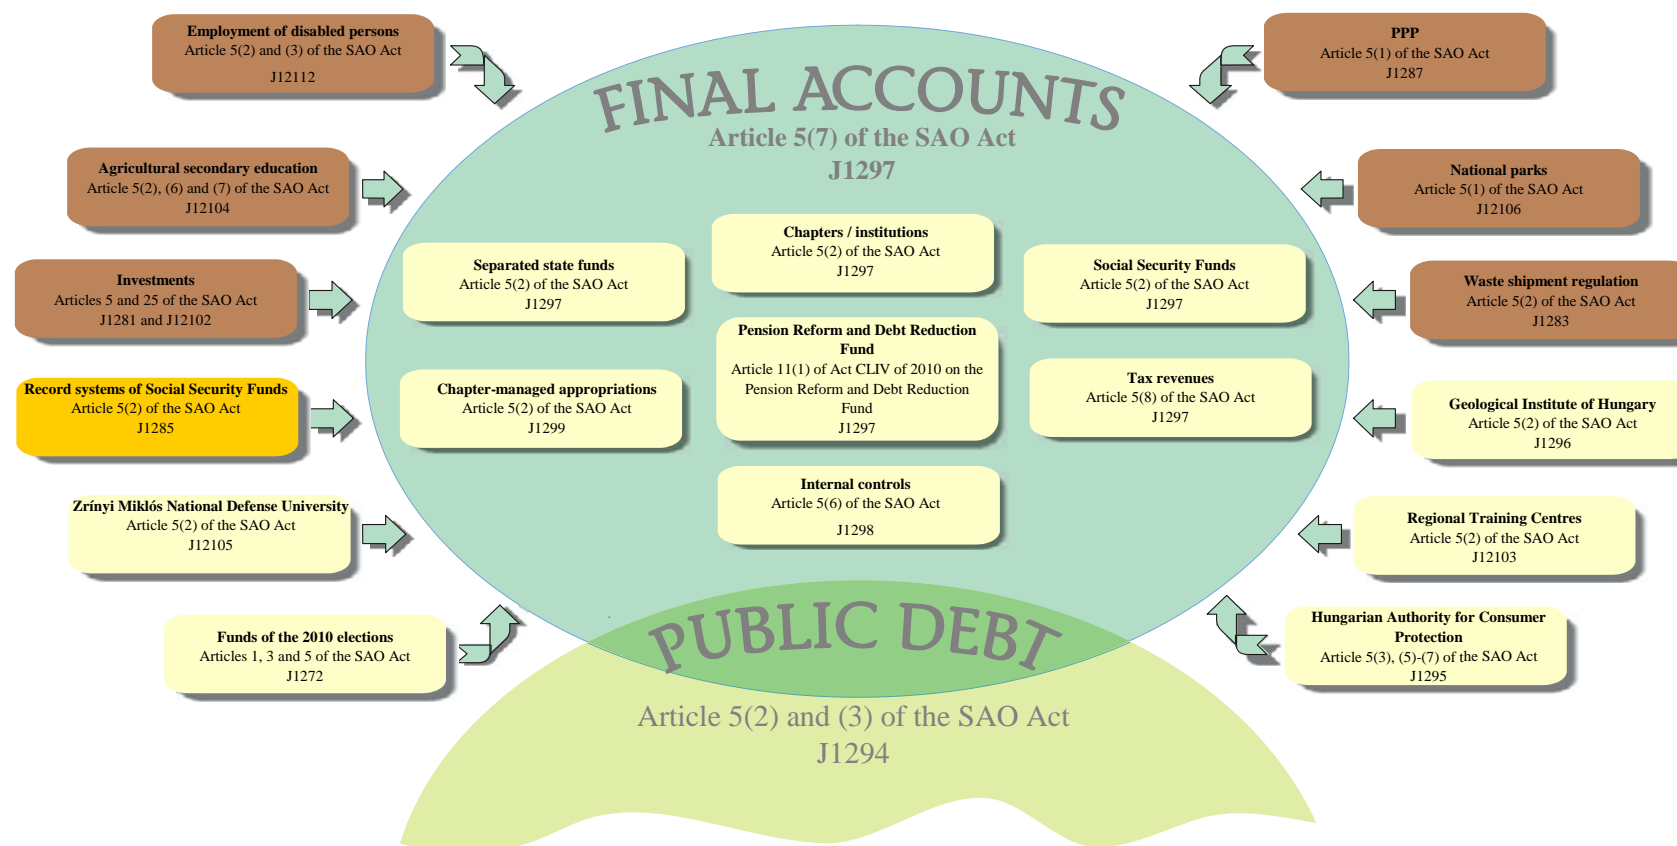 Employment of disabled persons
Article 5(2) and (3) of the SAO Act
J12112
PPP
Article 5(1) of the SAO Act
J1287
FINAL ACCOUNTS
Article 5(7) of the SAO Act
J1297
Agricultural secondary education
Article 5(2), (6) and (7) of the SAO Act
J12104
National parks
Article 5(1) of the SAO Act
J12106
Investments
Articles 5 and 25 of the SAO Act
J1281 and J12102
Separated state funds
Article 5(2) of the SAO Act
J1297
Chapters / institutions
Article 5(2) of the SAO Act
J1297
Social Security Funds
Article 5(2) of the SAO Act
J1297
Waste shipment regulation
Article 5(2) of the SAO Act
J1283
Pension Reform and Debt Reduction
Fund
Article 11(1) of Act CLIV of 2010 on the
Pension Reform and Debt Reduction
Fund
J1297
Record systems of Social Security Funds
Article 5(2) of the SAO Act
J1285
Chapter-managed appropriations
Article 5(2) of the SAO Act
J1299
Tax revenues
Article 5(8) of the SAO Act
J1297
Geological Institute of Hungary
Article 5(2) of the SAO Act
J1296
Internal controls
Article 5(6) of the SAO Act
J1298
Zrínyi Miklós National Defense University
Article 5(2) of the SAO Act
J12105
Regional Training Centres
Article 5(2) of the SAO Act
J12103
Funds of the 2010 elections
Articles 1, 3 and 5 of the SAO Act
J1272
Hungarian Authority for Consumer
Protection
Article 5(3), (5)-(7) of the SAO Act
J1295
PUBLIC DEBT
Article 5(2) and (3) of the SAO Act
J1294